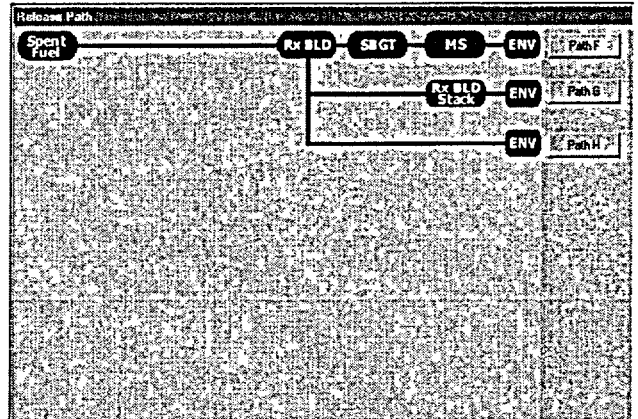 Release Path
Spent Fuel
Rx BLD
SBGT
MS
ENV
Path F
Rx BLD Stack
ENV
Path G
ENV
Path H